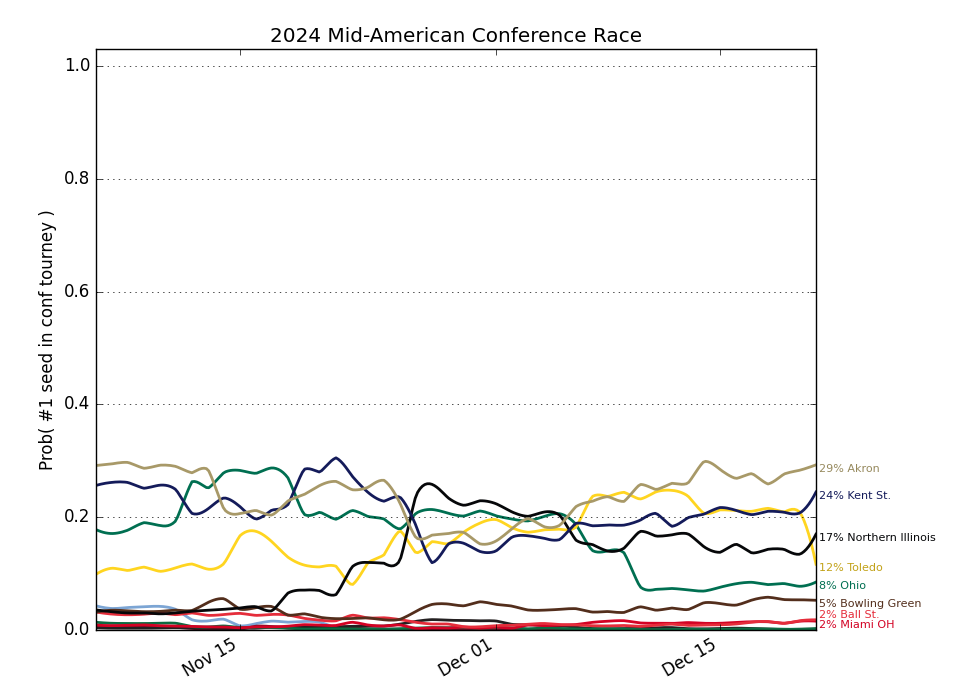 2024 Mid-American Conference Race
Prob( #1 seed in conf tourney )
1.0
0.8
0.6
0.4
0.2
0.0
Nov 15
Dec 01
Dec 15
29% Akron
24% Kent St.
17% Northern Illinois
12% Toledo
8% Ohio
5% Bowling Green
2% Ball St.
2% Miami OH